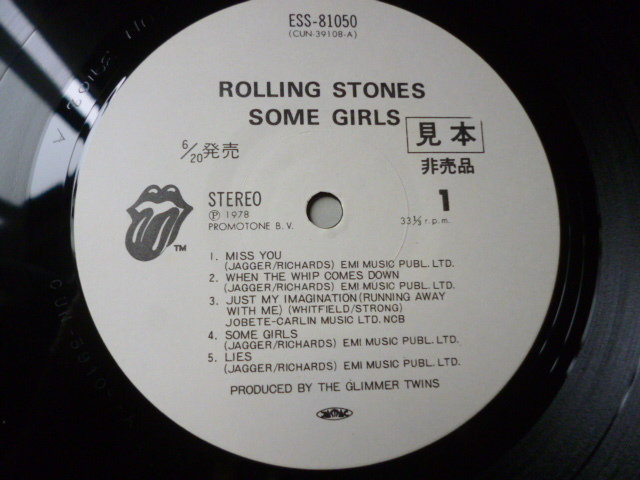 ESS-81050
(CUN-39108-A)
ROLLING STONES
SOME GIRLS
見本
非売品
6/20発売
STEREO
Ⓟ 1978
PROMOTONE B.V.
1
33⅓ r.p.m.
TM
1. MISS YOU
(JAGGER/RICHARDS) EMI MUSIC PUBL. LTD.
2. WHEN THE WHIP COMES DOWN
(JAGGER/RICHARDS) EMI MUSIC PUBL. LTD.
3. JUST MY IMAGINATION (RUNNING AWAY
WITH ME) (WHITFIELD/STRONG)
JOBETE-CARLIN MUSIC LTD. NCB
4. SOME GIRLS
(JAGGER/RICHARDS) EMI MUSIC PUBL. LTD.
5. LIES
(JAGGER/RICHARDS) EMI MUSIC PUBL. LTD.
PRODUCED BY THE GLIMMER TWINS